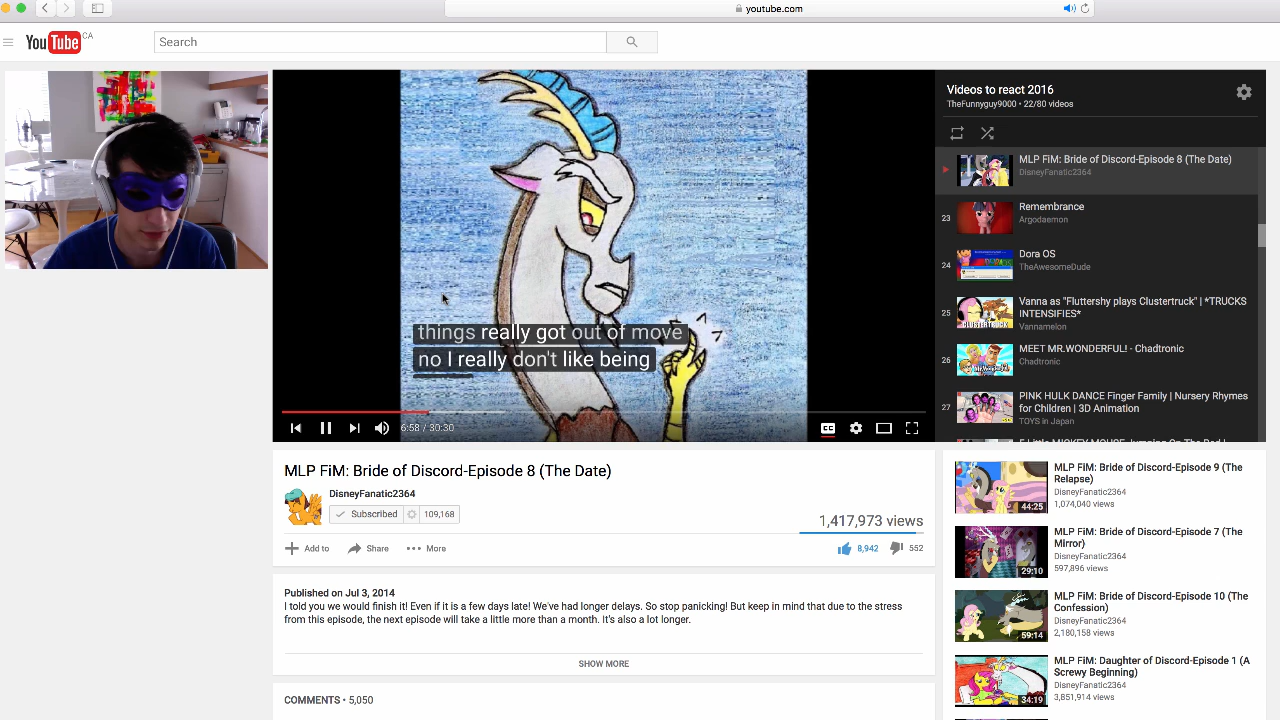 youtube.com
YouTube CA
Search
things really got out of move
no I really don't like being
6:58 / 30:30
CC
Videos to react 2016
TheFunnyguy9000 • 22/80 videos
MLP FiM: Bride of Discord-Episode 8 (The Date)
DisneyFanatic2364
23
Remembrance
Argodaemon
24
Dora OS
TheAwesomeDude
25
Vanna as "Fluttershy plays Clustertruck" | *TRUCKS
INTENSIFIES*
Vannamelon
CLUSTERTRUCK
26
MEET MR.WONDERFUL! - Chadtronic
Chadtronic
27
PINK HULK DANCE Finger Family | Nursery Rhymes
for Children | 3D Animation
TOYS in Japan
MLP FiM: Bride of Discord-Episode 8 (The Date)
DisneyFanatic2364
Subscribed
109,168
1,417,973 views
Add to
Share
More
8,942
552
Published on Jul 3, 2014
I told you we would finish it! Even if it is a few days late! We've had longer delays. So stop panicking! But keep in mind that due to the stress
from this episode, the next episode will take a little more than a month. It's also a lot longer.
SHOW MORE
COMMENTS • 5,050
MLP FiM: Bride of Discord-Episode 9 (The
Relapse)
DisneyFanatic2364
1,074,040 views
44:25
MLP FiM: Bride of Discord-Episode 7 (The
Mirror)
DisneyFanatic2364
597,896 views
29:10
MLP FiM: Bride of Discord-Episode 10 (The
Confession)
DisneyFanatic2364
2,180,158 views
59:14
MLP FiM: Daughter of Discord-Episode 1 (A
Screwy Beginning)
DisneyFanatic2364
3,851,914 views
34:19